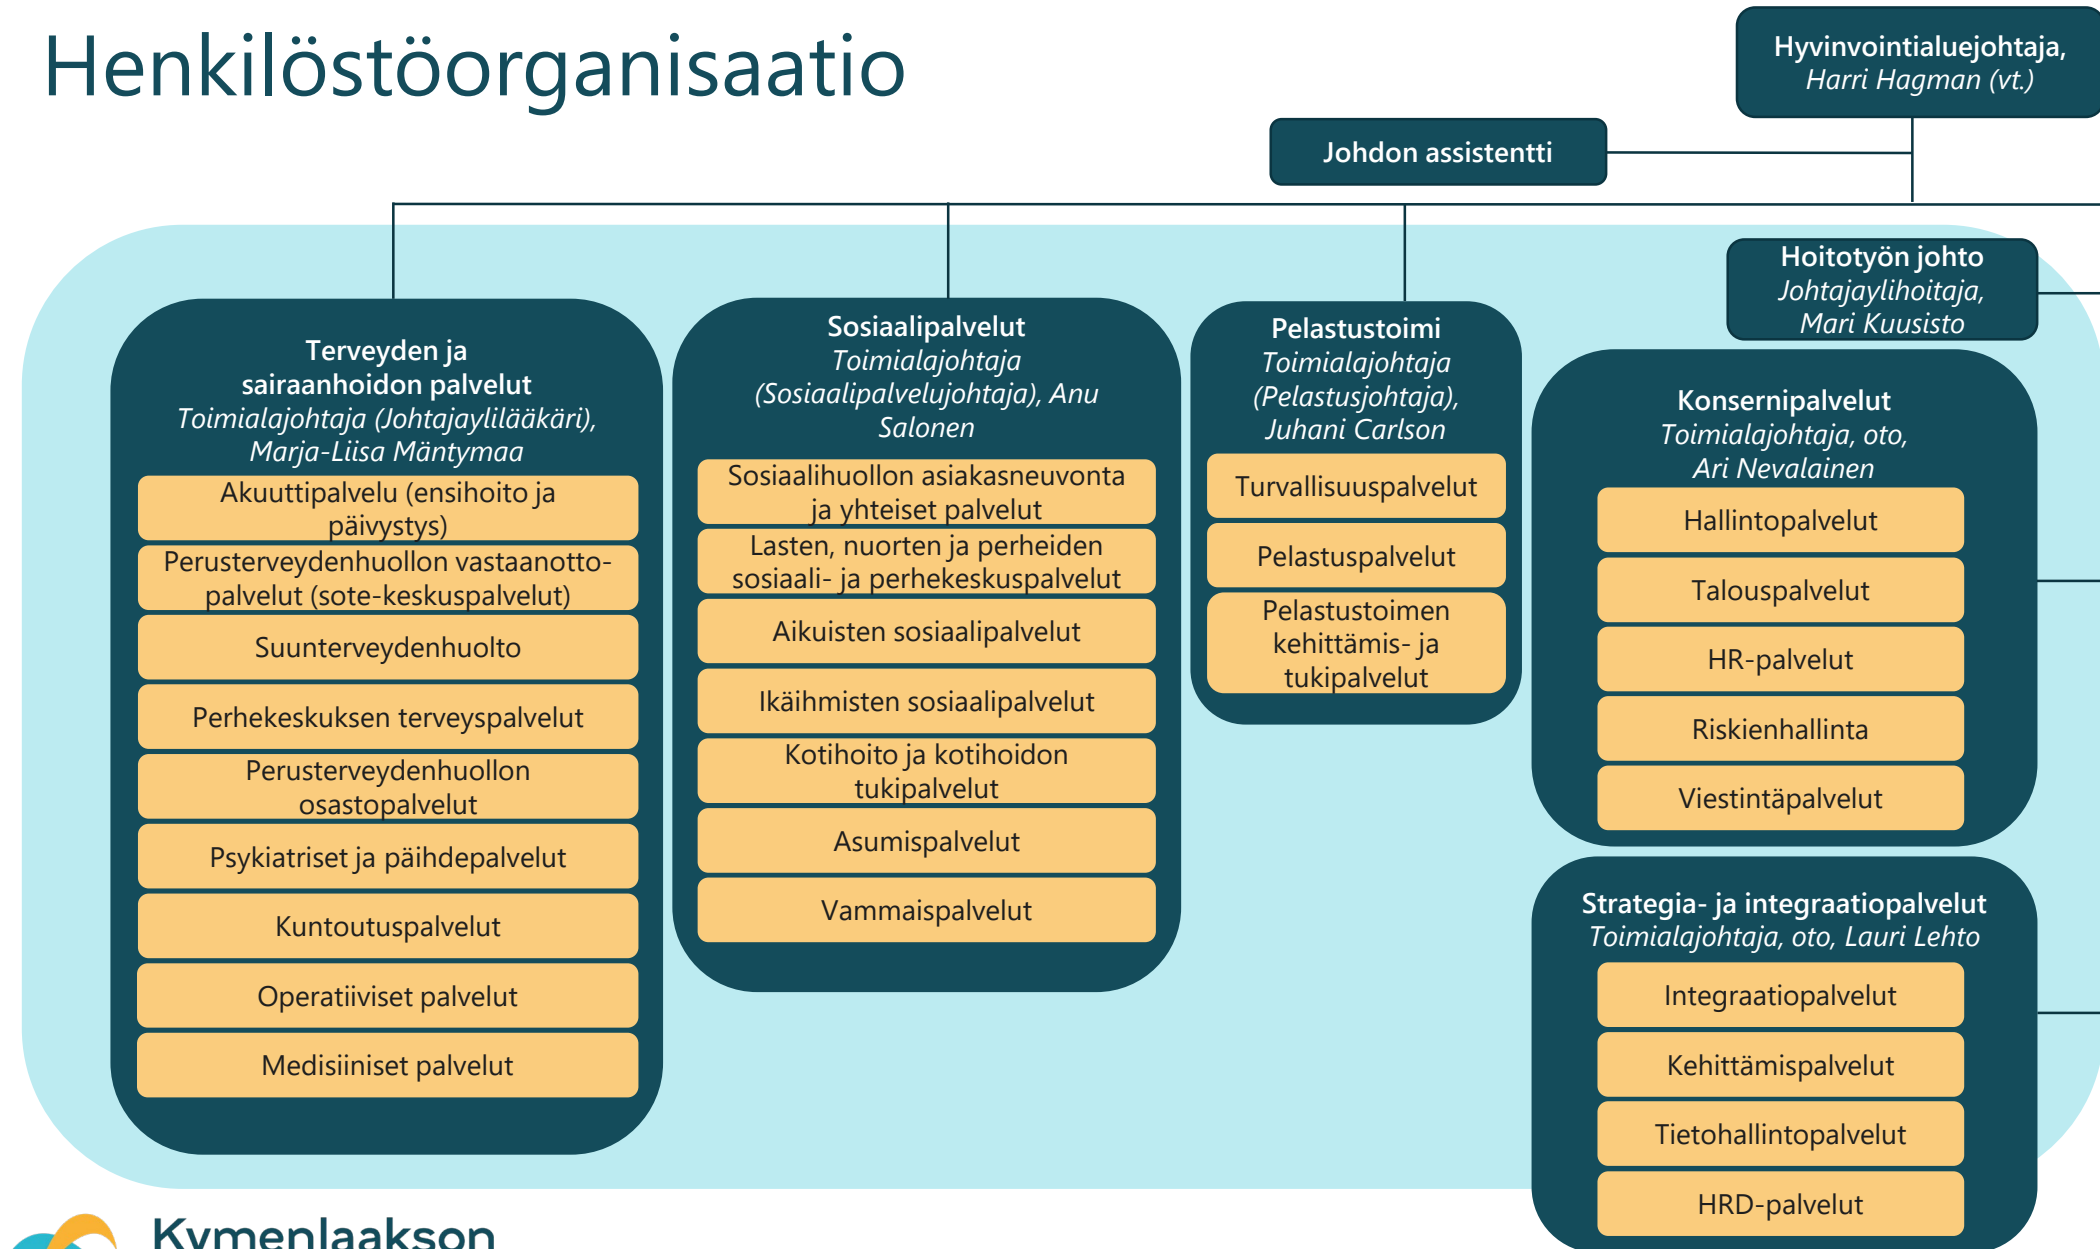 Henkilöstöorganisaatio
Hyvinvointialuejohtaja,
Harri Hagman (vt.)
Johdon assistentti
Terveyden ja
sairaanhoidon palvelut
Toimialajohtaja (Johtajaylilääkäri),
Marja-Liisa Mäntymaa
Akuuttipalvelu (ensihoito ja
päivystys)
Perusterveydenhuollon vastaanotto-
palvelut (sote-keskuspalvelut)
Suunterveydenhuolto
Perhekeskuksen terveyspalvelut
Perusterveydenhuollon
osastopalvelut
Psykiatriset ja päihdepalvelut
Kuntoutuspalvelut
Operatiiviset palvelut
Medisiiniset palvelut
Sosiaalipalvelut
Toimialajohtaja
(Sosiaalipalvelujohtaja), Anu
Salonen
Sosiaalihuollon asiakasneuvonta
ja yhteiset palvelut
Lasten, nuorten ja perheiden
sosiaali- ja perhekeskuspalvelut
Aikuisten sosiaalipalvelut
Ikäihmisten sosiaalipalvelut
Kotihoito ja kotihoidon
tukipalvelut
Asumispalvelut
Vammaispalvelut
Pelastustoimi
Toimialajohtaja
(Pelastusjohtaja),
Juhani Carlson
Turvallisuuspalvelut
Pelastuspalvelut
Pelastustoimen
kehittämis- ja
tukipalvelut
Hoitotyön johto
Johtajaylihoitaja,
Mari Kuusisto
Konsernipalvelut
Toimialajohtaja, oto,
Ari Nevalainen
Hallintopalvelut
Talouspalvelut
HR-palvelut
Riskienhallinta
Viestintäpalvelut
Strategia- ja integraatiopalvelut
Toimialajohtaja, oto, Lauri Lehto
Integraatiopalvelut
Kehittämispalvelut
Tietohallintopalvelut
HRD-palvelut
Kymenlaakson